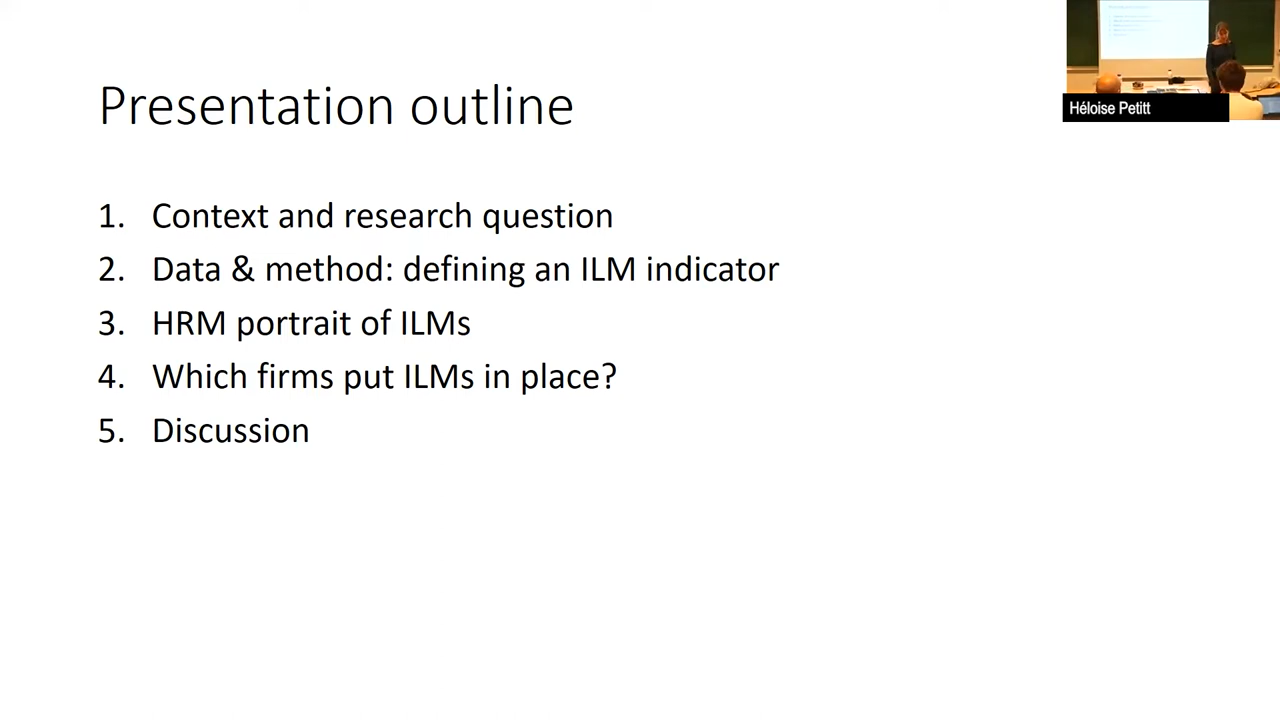 Presentation outline
Héloise Petitt
1. Context and research question
2. Data & method: defining an ILM indicator
3. HRM portrait of ILMs
4. Which firms put ILMs in place?
5. Discussion